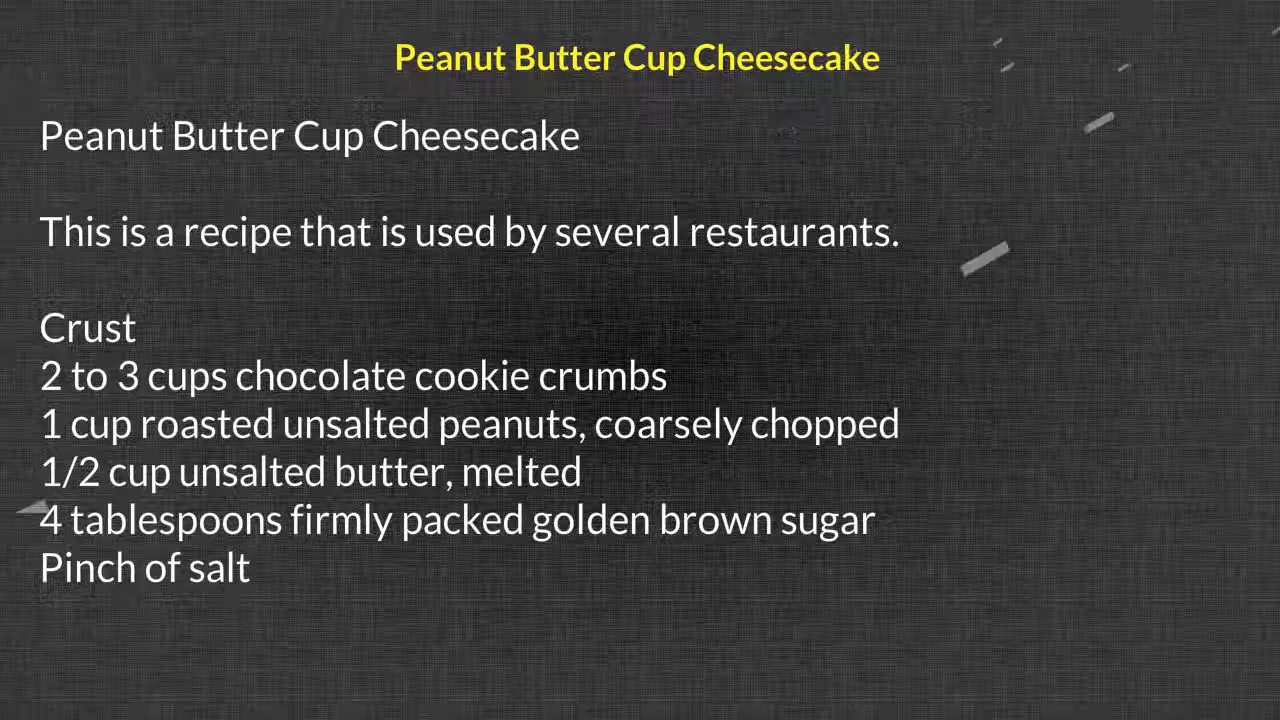 Peanut Butter Cup Cheesecake
Peanut Butter Cup Cheesecake
This is a recipe that is used by several restaurants.
Crust
2 to 3 cups chocolate cookie crumbs
1 cup roasted unsalted peanuts, coarsely chopped
1/2 cup unsalted butter, melted
4 tablespoons firmly packed golden brown sugar
Pinch of salt